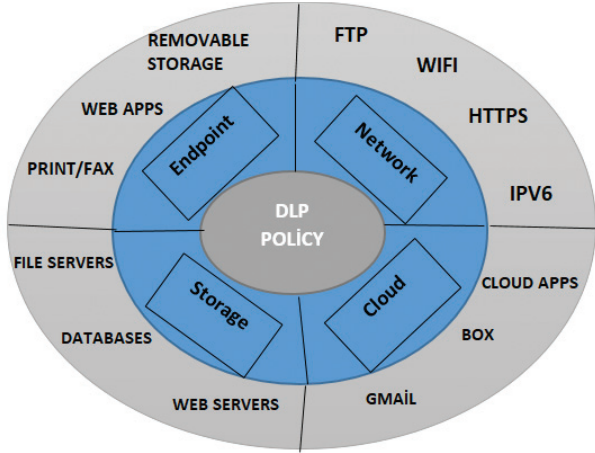 REMOVABLE
STORAGE
WEB APPS
PRINT/FAX
FTP
WIFI
HTTPS
IPV6
Endpoint
Network
DLP
POLİCY
Storage
Cloud
FILE SERVERS
DATABASES
WEB SERVERS
CLOUD APPS
BOX
GMAİL